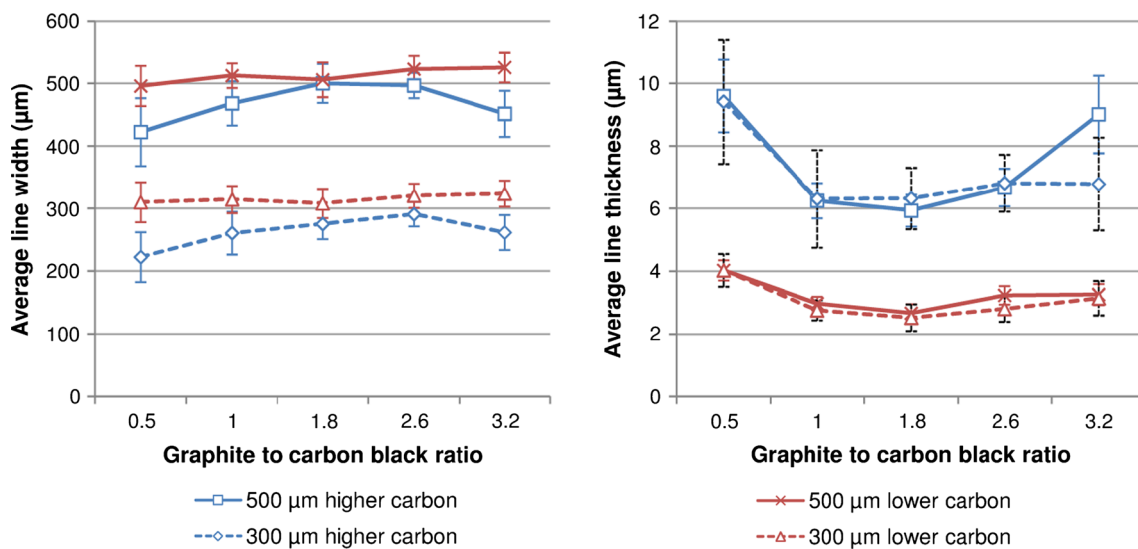 600
500
400
300
200
100
0
Average line width (µm)
0.5 1 1.8 2.6 3.2
Graphite to carbon black ratio
12
10
8
6
4
2
0
Average line thickness (µm)
0.5 1 1.8 2.6 3.2
Graphite to carbon black ratio
500 µm higher carbon
300 µm higher carbon
500 µm lower carbon
300 µm lower carbon